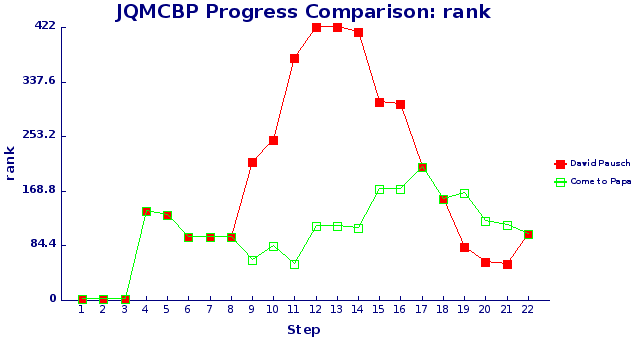 JQMCBP Progress Comparison: rank
422
337.6
253.2
168.8
84.4
0
rank
1 2 3 4 5 6 7 8 9 10 11 12 13 14 15 16 17 18 19 20 21 22
Step
David Pausch
Come to Papa